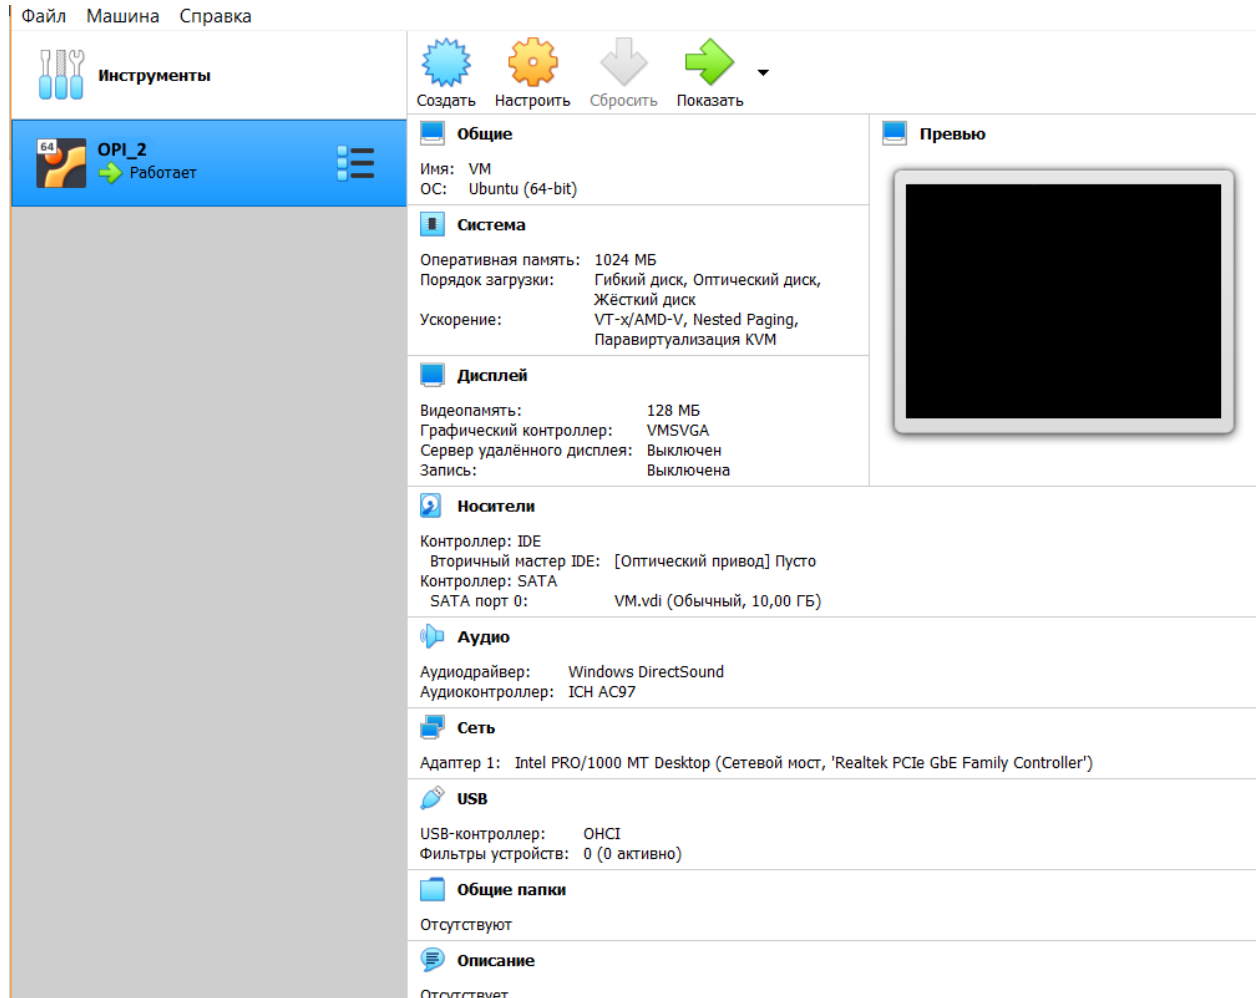 Файл Машина Справка
Инструменты
Создать Настроить Сбросить Показать
64
OPI_2
Работает
Общие
Имя: VM
ОС: Ubuntu (64-bit)
Превью
Система
Оперативная память: 1024 МБ
Порядок загрузки: Гибкий диск, Оптический диск,
Жёсткий диск
Ускорение: VT-x/AMD-V, Nested Paging,
Паравиртуализация KVM
Дисплей
Видеопамять: 128 МБ
Графический контроллер: VMSVGA
Сервер удалённого дисплея: Выключен
Запись: Выключена
Носители
Контроллер: IDE
Вторичный мастер IDE: [Оптический привод] Пусто
Контроллер: SATA
SATA порт 0: VM.vdi (Обычный, 10,00 ГБ)
Аудио
Аудиодрайвер: Windows DirectSound
Аудиоконтроллер: ICH AC97
Сеть
Адаптер 1: Intel PRO/1000 MT Desktop (Сетевой мост, 'Realtek PCIe GbE Family Controller')
USB
USB-контроллер: OHCI
Фильтры устройств: 0 (0 активно)
Общие папки
Отсутствуют
Описание
Отсутствует